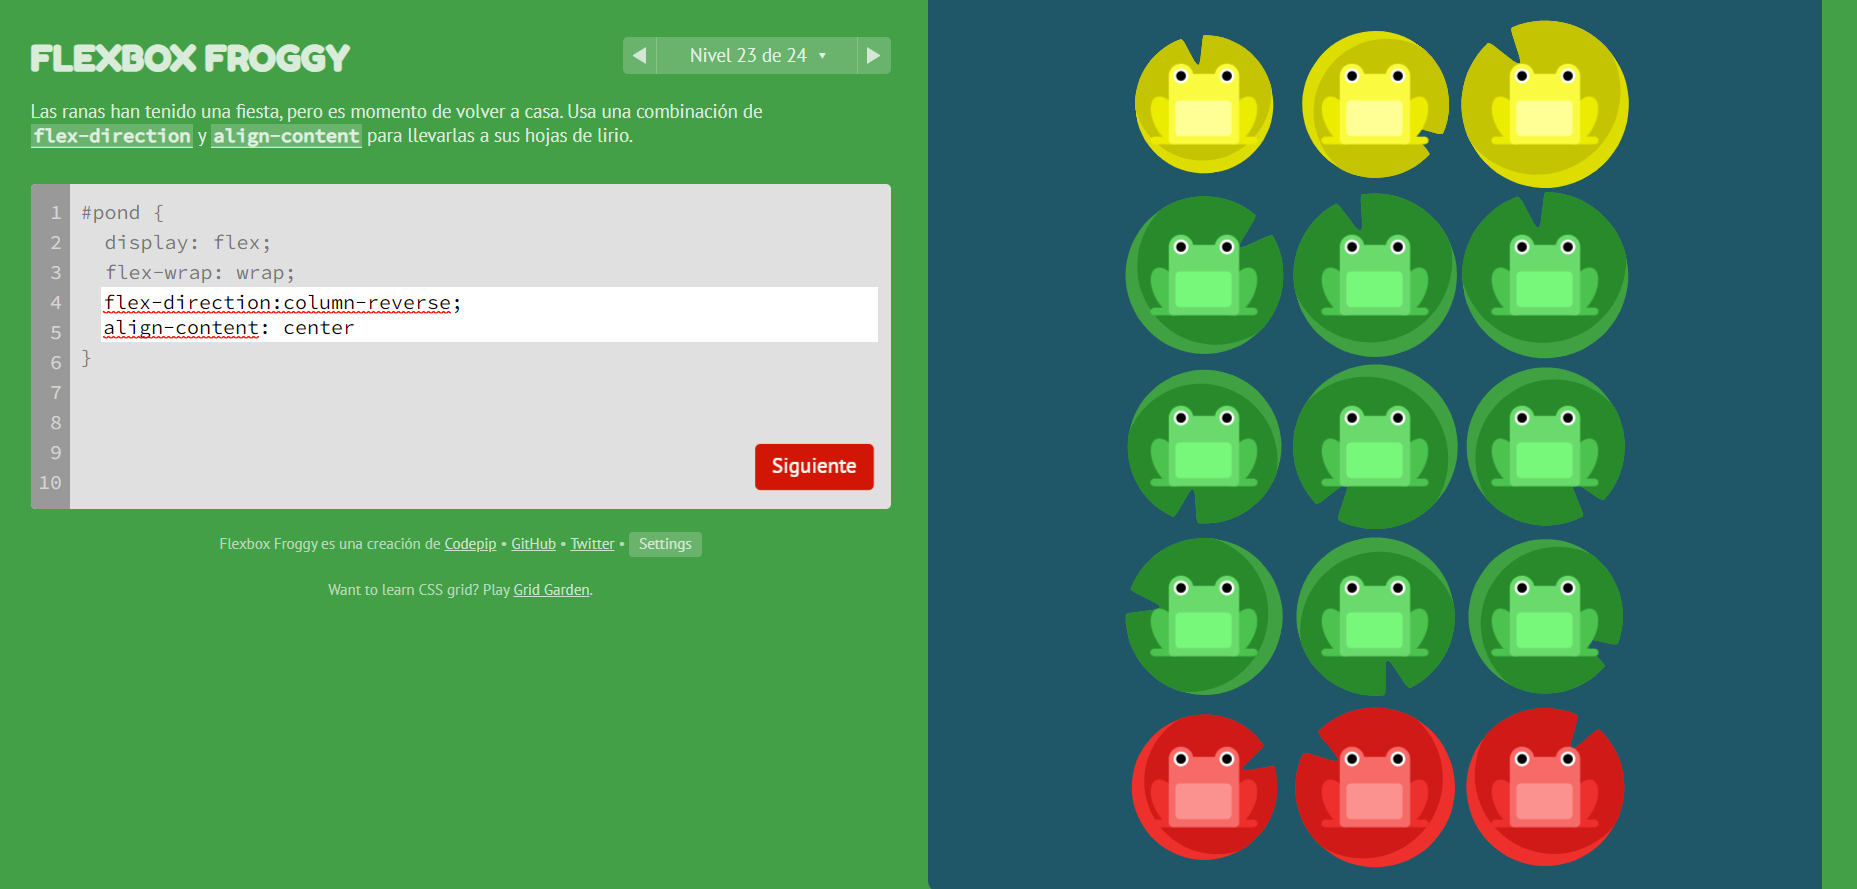 FLEXBOX FROGGY
◀ Nivel 23 de 24 ▾ ▶
Las ranas han tenido una fiesta, pero es momento de volver a casa. Usa una combinación de
flex-direction y align-content para llevarlas a sus hojas de lirio.
1 #pond {
2 display: flex;
3 flex-wrap: wrap;
4 flex-direction:column-reverse;
5 align-content: center
6 }
7
8
9
10
Siguiente
Flexbox Froggy es una creación de Codepip • GitHub • Twitter • Settings
Want to learn CSS grid? Play Grid Garden.